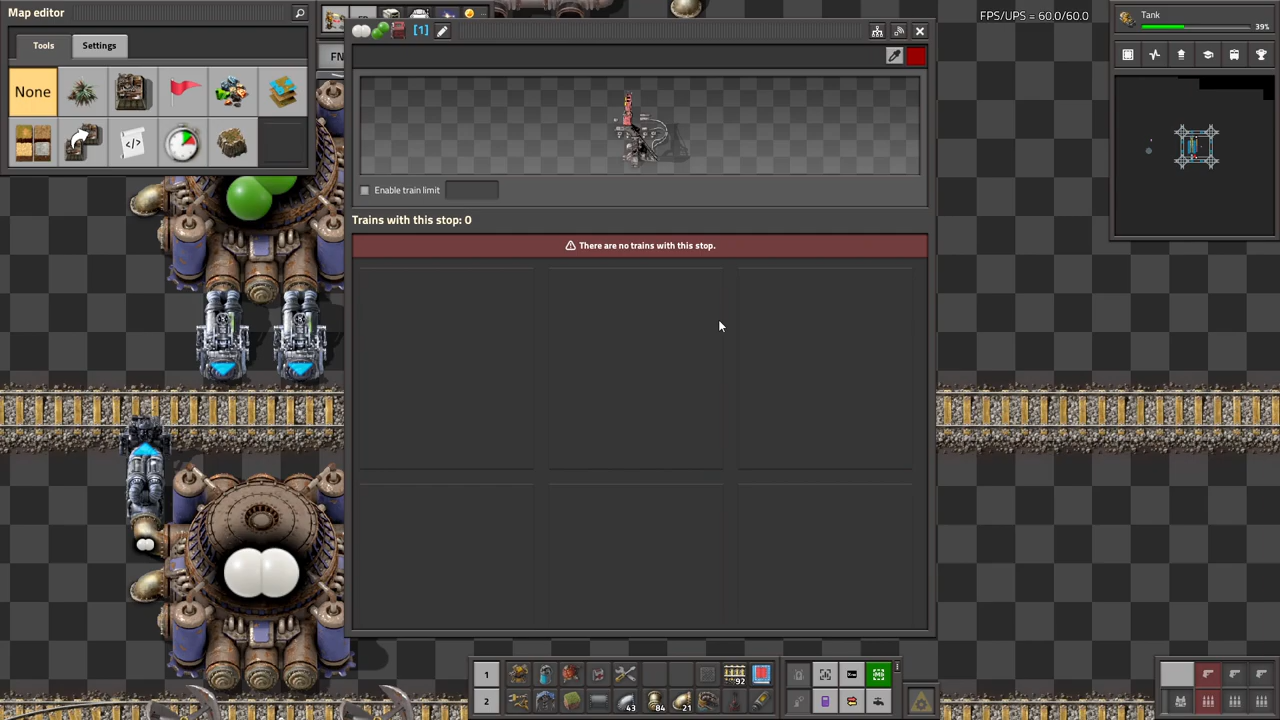 Map editor
Tools
Settings
None
FN
[1]
Enable train limit
Trains with this stop: 0
There are no trains with this stop.
FPS/UPS = 60.0/60.0
Tank
39%
1
92
2
43
84
21